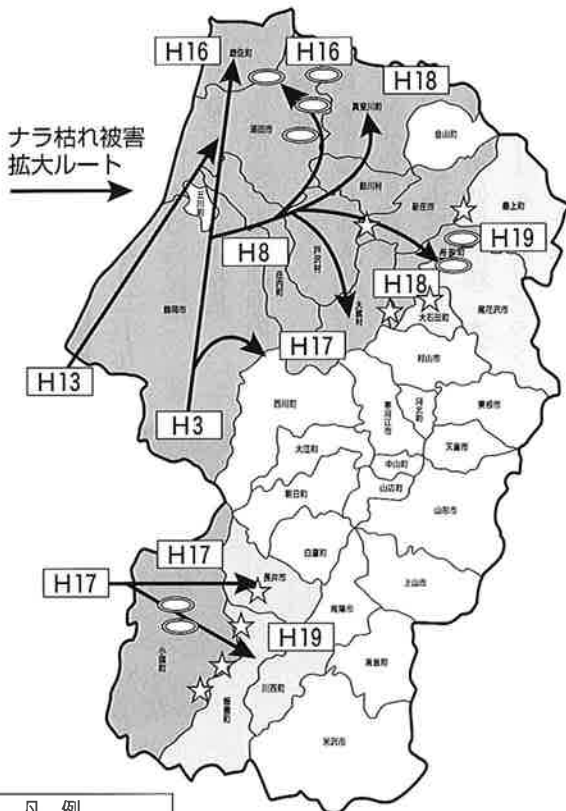 H16
H16
H18
遊佐町
真室川町
金山町
ナラ枯れ被害
拡大ルート
酒田市
鮭川村
新庄市
最上町
三川町
H8
戸沢村
舟形町
H19
庄内町
H18
鶴岡市
大蔵村
大石田町
尾花沢市
H13
H17
村山市
H3
西川町
寒河江市
河北町
東根市
大江町
天童市
中山町
朝日町
山辺町
山形市
白鷹町
H17
H17
長井市
上山市
南陽市
H19
小国町
川西町
高畠町
飯豊町
米沢市
凡 例